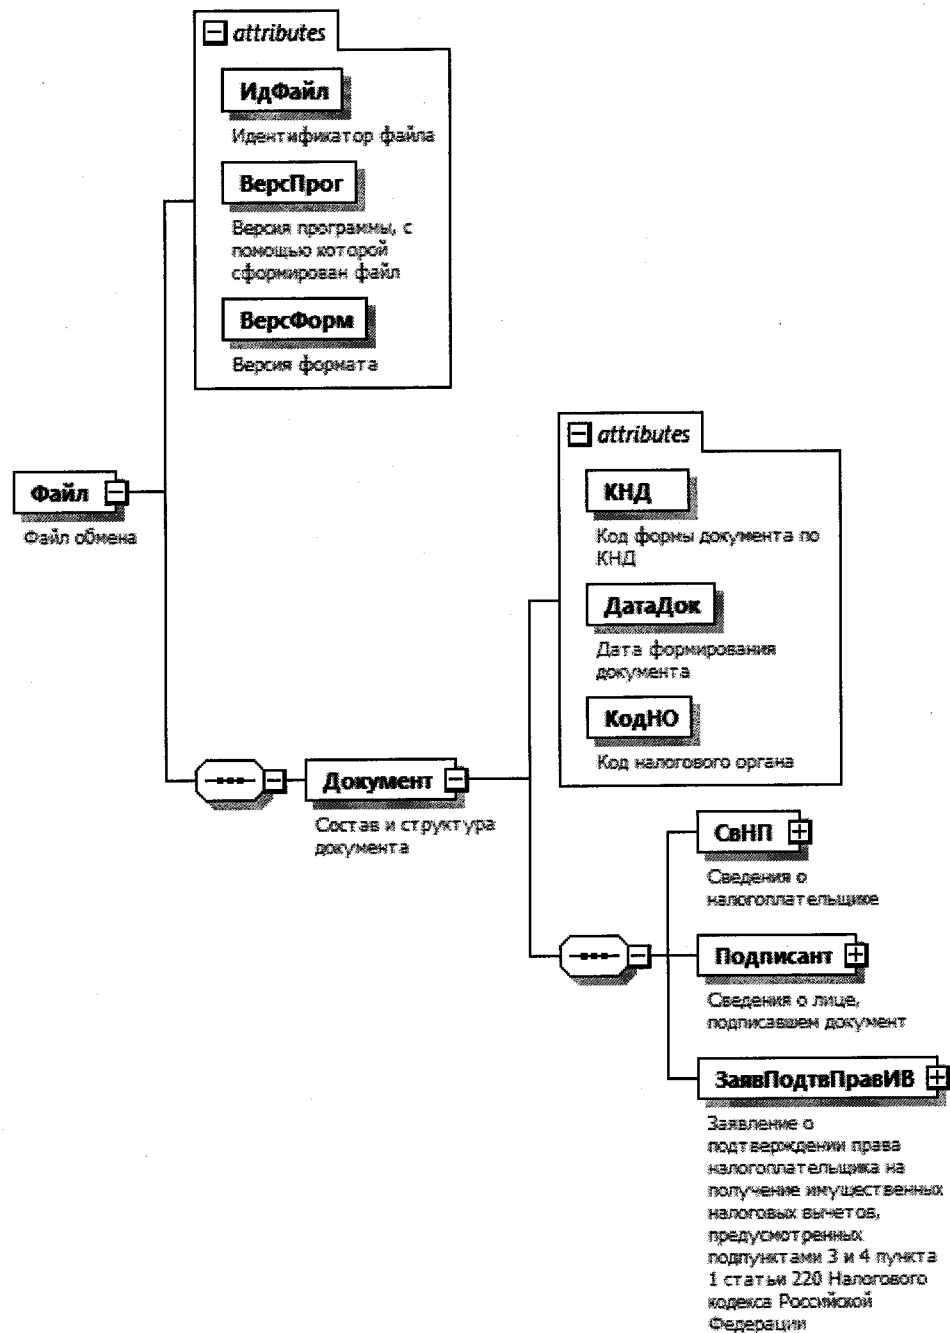 attributes
ИдФайл
Идентификатор файла
ВерсПрог
Версия программы, с
помощью которой
сформирован файл
ВерсФорм
Версия формата
Файл
Файл обмена
attributes
КНД
Код формы документа по
КНД
ДатаДок
Дата формирования
документа
КодНО
Код налогового органа
Документ
Состав и структура
документа
СвНП
Сведения о
налогоплательщике
Подписант
Сведения о лице,
подписавшем документ
ЗаявПодтвПравИВ
Заявление о
подтверждении права
налогоплательщика на
получение имущественных
налоговых вычетов,
предусмотренных
подпунктами 3 и 4 пункта
1 статьи 220 Налогового
кодекса Российской
Федерации